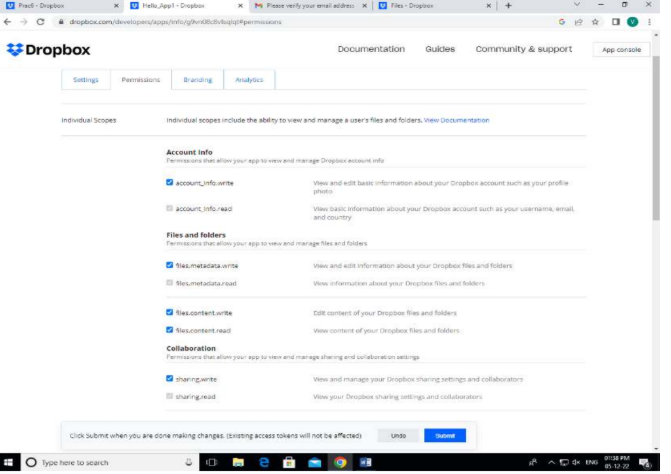 Prac6 - Dropbox
Hello_App1 - Dropbox
Please verify your email address
Files - Dropbox
Dropbox
Documentation
Guides
Community & support
App console
Settings
Permissions
Branding
Analytics
Individual Scopes
Individual scopes include the ability to view and manage a user's files and folders. View Documentation
Account Info
Permissions that allow your app to view and manage Dropbox account info
account_info.write
View and edit basic information about your Dropbox account such as your profile
photo
account_info.read
View basic information about your Dropbox account such as your username, email,
and country
Files and folders
Permissions that allow your app to view and manage files and folders
files.metadata.write
View and edit information about your Dropbox files and folders
files.metadata.read
View information about your Dropbox files and folders
files.content.write
Edit content of your Dropbox files and folders
files.content.read
View content of your Dropbox files and folders
Collaboration
Permissions that allow your app to view and manage sharing and collaboration settings
sharing.write
View and manage your Dropbox sharing settings and collaborators
sharing.read
View your Dropbox sharing settings and collaborators
Click Submit when you are done making changes. (Existing access tokens will not be affected)
Undo
Submit
Type here to search
ENG
01:38 PM
05-12-22